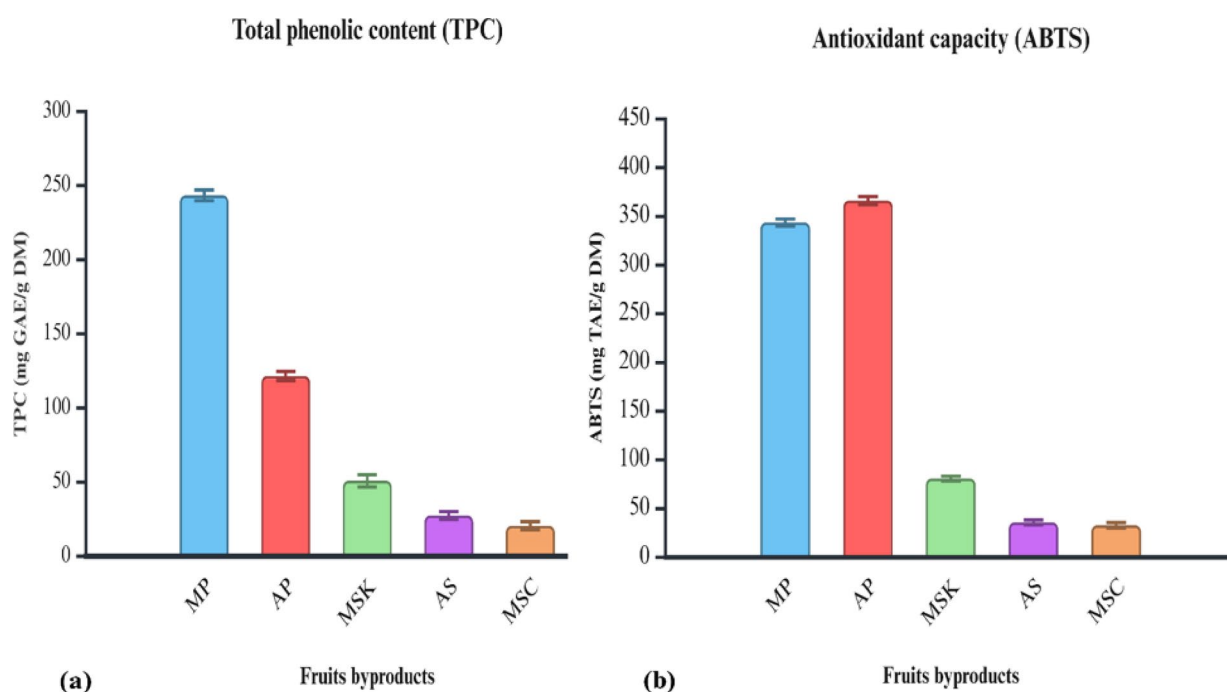 Total phenolic content (TPC)
TPC (mg GAE/g DM)
300
250
200
150
100
50
0
MP
AP
MSK
AS
MSC
(a)
Fruits byproducts
Antioxidant capacity (ABTS)
ABTS (mg TAE/g DM)
450
400
350
300
250
200
150
100
50
0
MP
AP
MSK
AS
MSC
(b)
Fruits byproducts